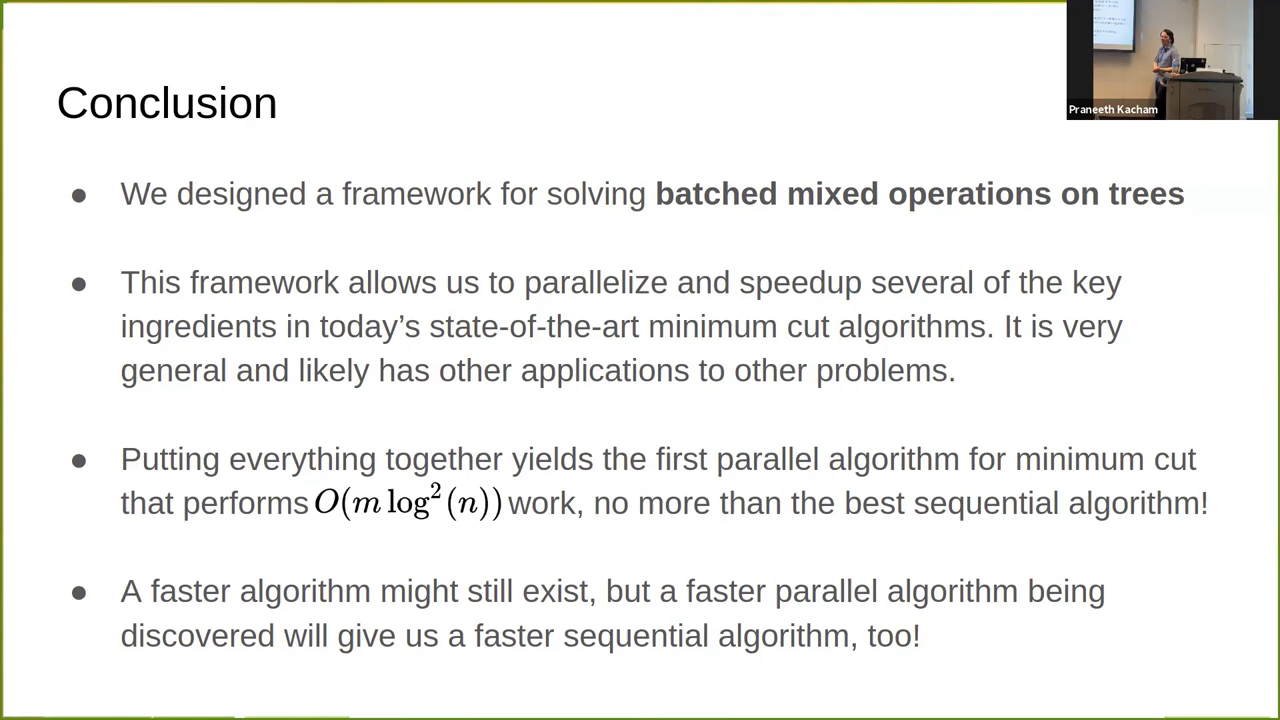 Conclusion
Praneeth Kacham
● We designed a framework for solving batched mixed operations on trees
● This framework allows us to parallelize and speedup several of the key
ingredients in today’s state-of-the-art minimum cut algorithms. It is very
general and likely has other applications to other problems.
● Putting everything together yields the first parallel algorithm for minimum cut
that performs O(m log²(n)) work, no more than the best sequential algorithm!
● A faster algorithm might still exist, but a faster parallel algorithm being
discovered will give us a faster sequential algorithm, too!